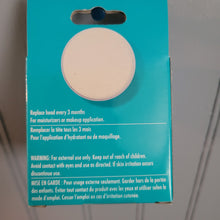 Replace head every 3 months
For moisturizers or makeup application.
Remplacer la tête tous les 3 mois
Pour l'application d'hydratant ou de maquillage.
WARNING: For external use only. Keep out of reach of children.
Avoid contact with eyes and use as directed. If skin irritation occurs
discontinue use.
MISE EN GARDE : Pour usage externe seulement. Garder hors de la portée
des enfants. Éviter tout contact du produit avec les yeux et utiliser selon le
mode d'emploi. Cesser l'emploi en cas d'irritation cutanée.